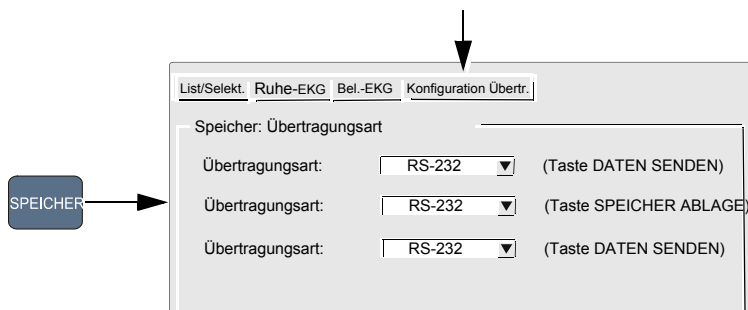 List/Selekt. Ruhe-EKG Bel.-EKG Konfiguration Übertr.
Speicher: Übertragungsart
Übertragungsart: RS-232 (Taste DATEN SENDEN)
SPEICHER
Übertragungsart: RS-232 (Taste SPEICHER ABLAGE)
Übertragungsart: RS-232 (Taste DATEN SENDEN)